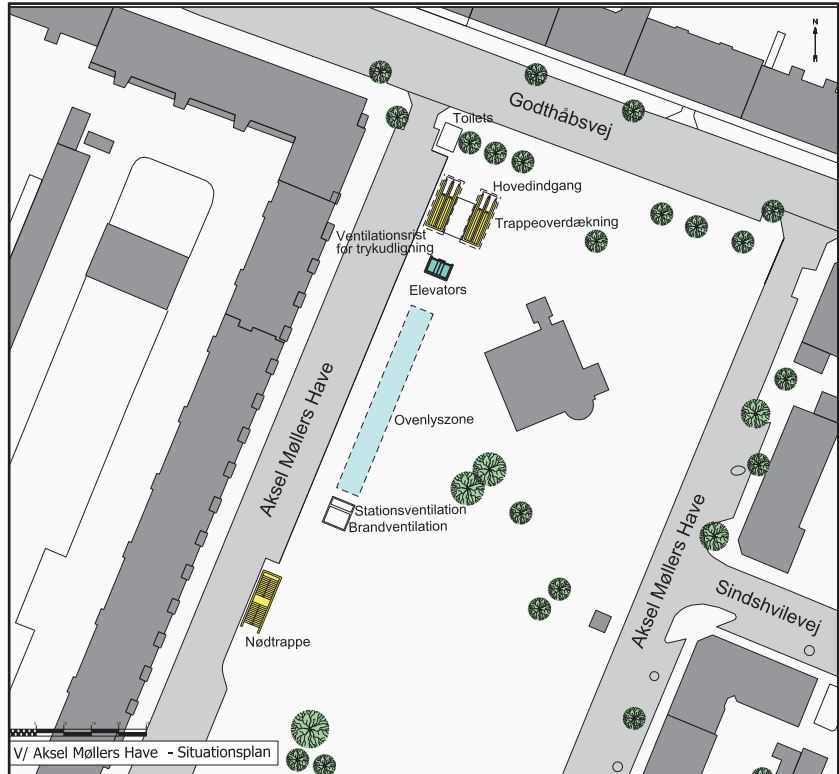 N
Godthåbsvej
Toilets
Hovedindgang
Trappeoverdækning
Ventilationsrist
for trykudligning
Elevators
Aksel Møllers Have
Ovenlyszone
Stationsventilation
Brandventilation
Aksel Møllers Have
Sindshvilevej
Nødtrappe
V/ Aksel Møllers Have - Situationsplan